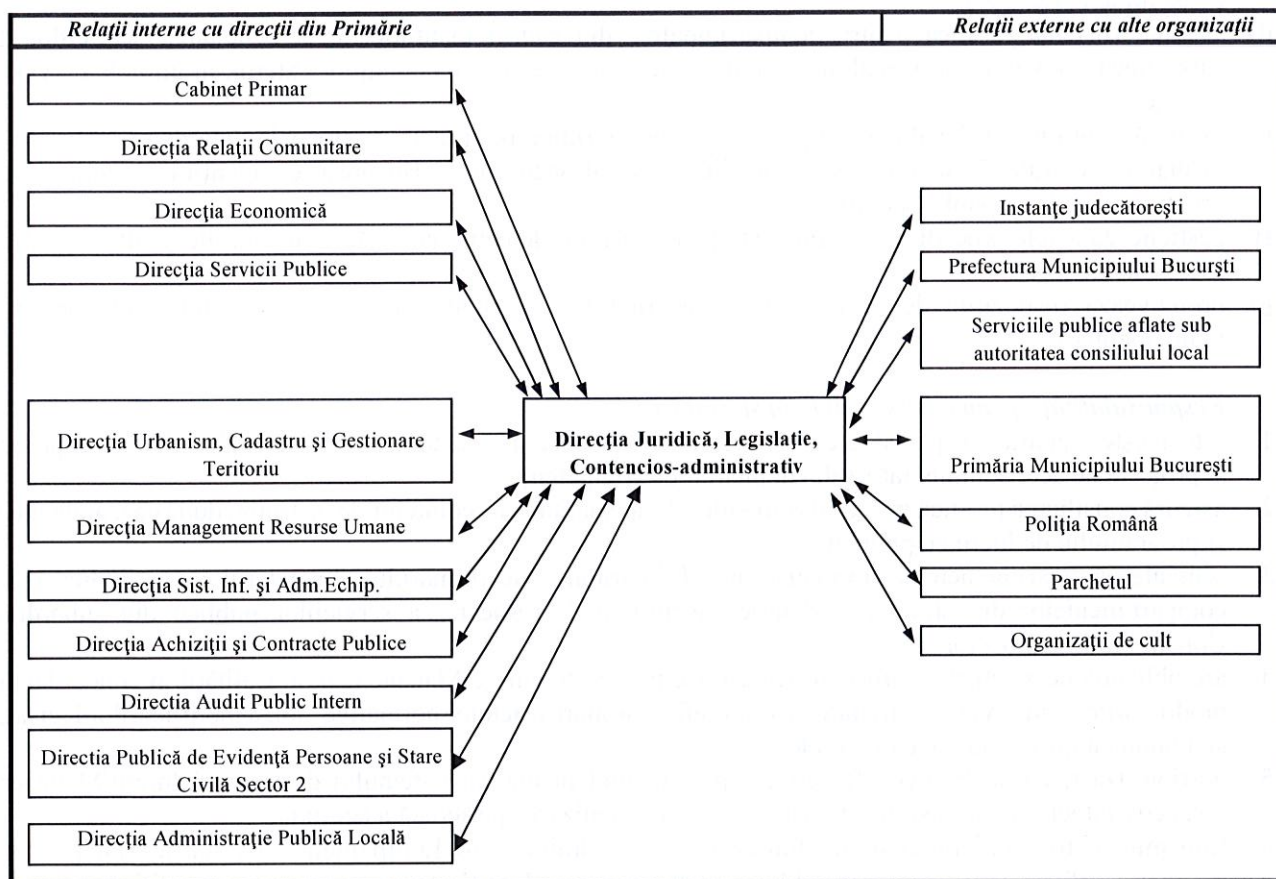 Relaţii interne cu direcţii din Primărie
Relaţii externe cu alte organizaţii
Cabinet Primar
Direcţia Relaţii Comunitare
Direcţia Economică
Direcţia Servicii Publice
Direcţia Urbanism, Cadastru şi Gestionare
Teritoriu
Direcţia Management Resurse Umane
Direcţia Sist. Inf. şi Adm.Echip.
Direcţia Achiziţii şi Contracte Publice
Directia Audit Public Intern
Directia Publică de Evidenţă Persoane şi Stare
Civilă Sector 2
Direcţia Administraţie Publică Locală
Direcţia Juridică, Legislaţie,
Contencios-administrativ
Instanţe judecătoreşti
Prefectura Municipiului Bucurşti
Serviciile publice aflate sub
autoritatea consiliului local
Primăria Municipiului Bucureşti
Poliţia Română
Parchetul
Organizaţii de cult